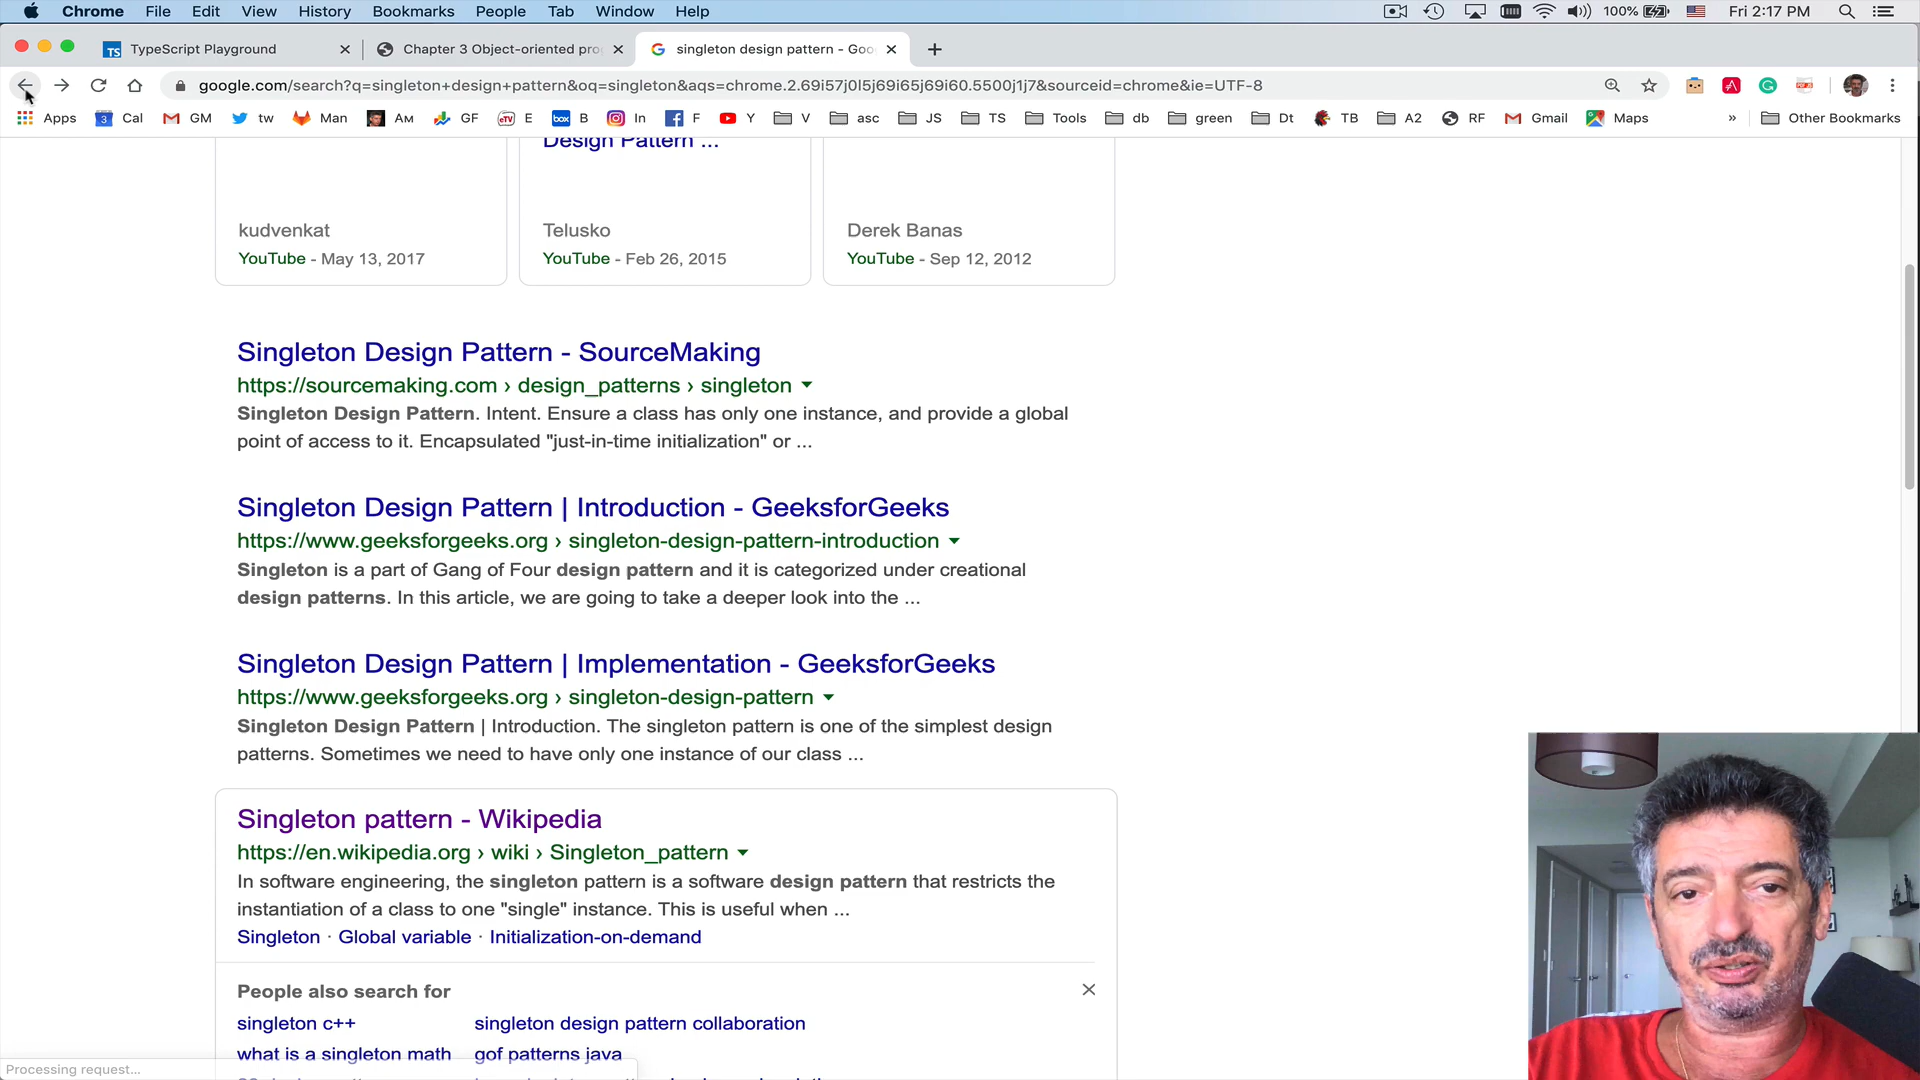 Chrome File Edit View History Bookmarks People Tab Window Help 100% Fri 2:17 PM
TS TypeScript Playground Chapter 3 Object-oriented pro singleton design pattern - Goo
google.com/search?q=singleton+design+pattern&oq=singleton&aqs=chrome.2.69i57j0l5j69i65j69i60.5500j1j7&sourceid=chrome&ie=UTF-8
Apps Cal GM tw Man Ам GF E box B In F Y V asc JS TS Tools db green Dt TB A2 RF Gmail Maps » Other Bookmarks
Design Pattern ...
kudvenkat Telusko Derek Banas
YouTube - May 13, 2017 YouTube - Feb 26, 2015 YouTube - Sep 12, 2012
Singleton Design Pattern - SourceMaking
https://sourcemaking.com › design_patterns › singleton
Singleton Design Pattern. Intent. Ensure a class has only one instance, and provide a global
point of access to it. Encapsulated "just-in-time initialization" or ...
Singleton Design Pattern | Introduction - GeeksforGeeks
https://www.geeksforgeeks.org › singleton-design-pattern-introduction
Singleton is a part of Gang of Four design pattern and it is categorized under creational
design patterns. In this article, we are going to take a deeper look into the ...
Singleton Design Pattern | Implementation - GeeksforGeeks
https://www.geeksforgeeks.org › singleton-design-pattern
Singleton Design Pattern | Introduction. The singleton pattern is one of the simplest design
patterns. Sometimes we need to have only one instance of our class ...
Singleton pattern - Wikipedia
https://en.wikipedia.org › wiki › Singleton_pattern
In software engineering, the singleton pattern is a software design pattern that restricts the
instantiation of a class to one "single" instance. This is useful when ...
Singleton · Global variable · Initialization-on-demand
People also search for
singleton c++ singleton design pattern collaboration
what is a singleton math gof patterns java
Processing request...